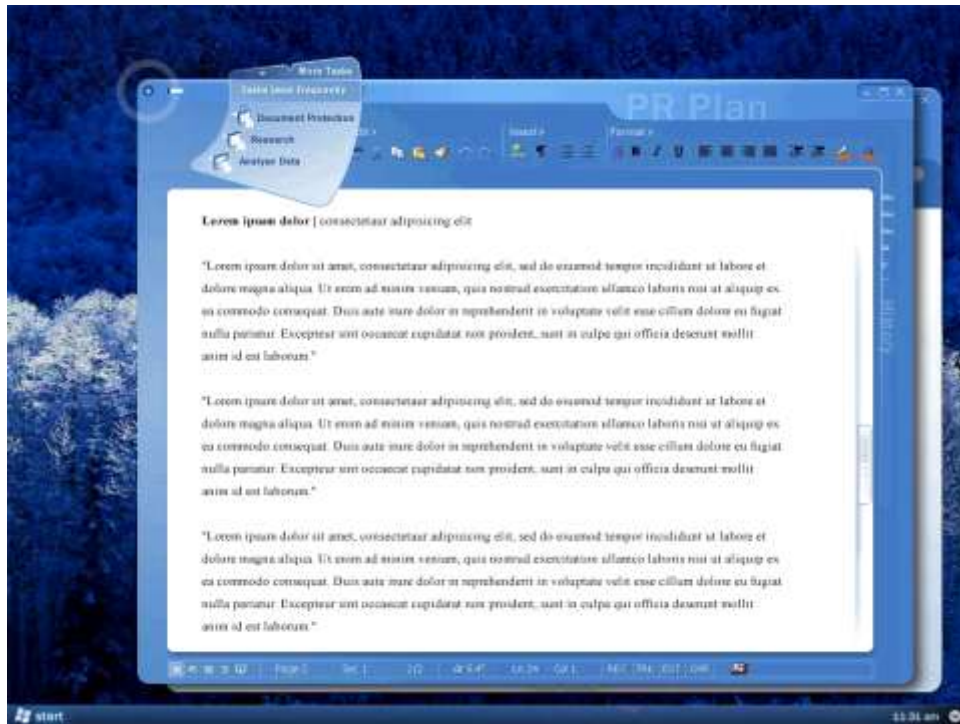 More Tasks
Tasks [sic] frequently
Document Protection
Research
Analyse Data
PR Plan
Insert >
Format >
Lorem ipsum dolor | consectetaur adipisicing elit
"Lorem ipsum dolor sit amet, consectetaur adipisicing elit, sed do eiusmod tempor incididunt ut labore et
dolore magna aliqua. Ut enim ad minim veniam, quis nostrud exercitation ullamco laboris nisi ut aliquip ex
ea commodo consequat. Duis aute irure dolor in reprehenderit in voluptate velit esse cillum dolore eu fugiat
nulla pariatur. Excepteur sint occaecat cupidatat non proident, sunt in culpa qui officia deserunt mollit
anim id est laborum."
"Lorem ipsum dolor sit amet, consectetaur adipisicing elit, sed do eiusmod tempor incididunt ut labore et
dolore magna aliqua. Ut enim ad minim veniam, quis nostrud exercitation ullamco laboris nisi ut aliquip ex
ea commodo consequat. Duis aute irure dolor in reprehenderit in voluptate velit esse cillum dolore eu fugiat
nulla pariatur. Excepteur sint occaecat cupidatat non proident, sunt in culpa qui officia deserunt mollit
anim id est laborum."
"Lorem ipsum dolor sit amet, consectetaur adipisicing elit, sed do eiusmod tempor incididunt ut labore et
dolore magna aliqua. Ut enim ad minim veniam, quis nostrud exercitation ullamco laboris nisi ut aliquip ex
ea commodo consequat. Duis aute irure dolor in reprehenderit in voluptate velit esse cillum dolore eu fugiat
nulla pariatur. Excepteur sint occaecat cupidatat non proident, sunt in culpa qui officia deserunt mollit
anim id est laborum."
start
11:31 am